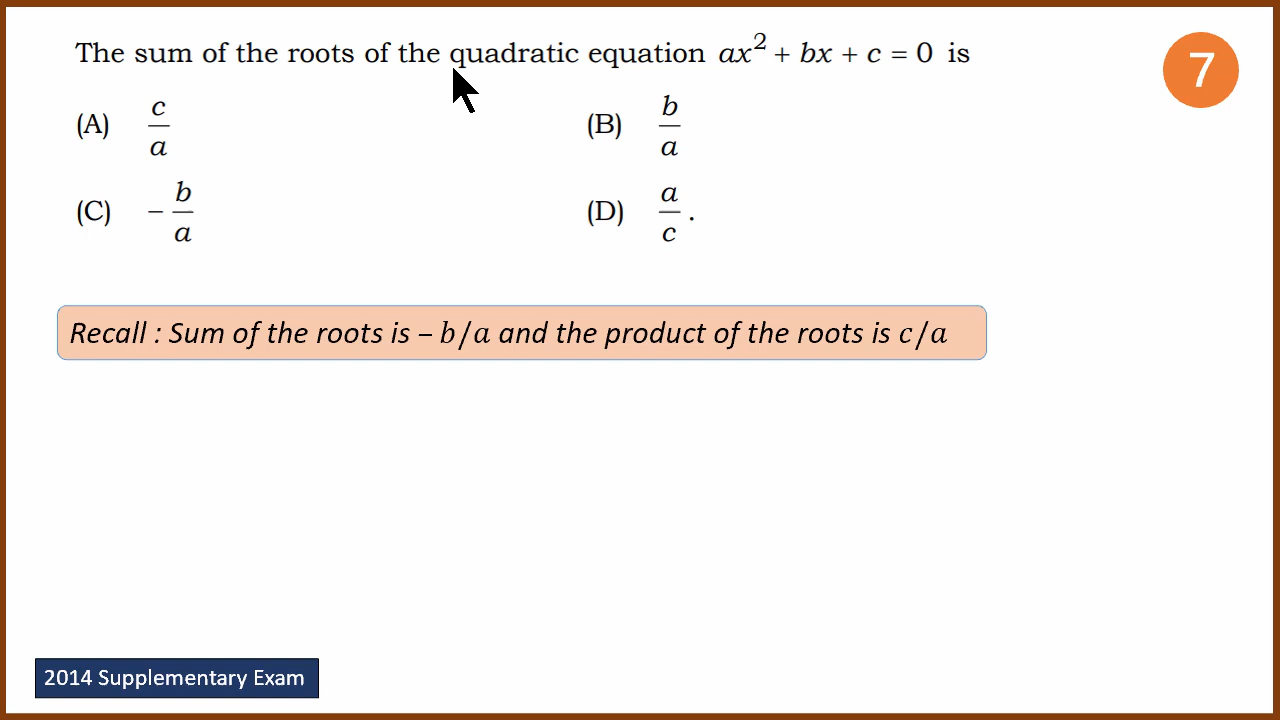 The sum of the roots of the quadratic equation ax² + bx + c = 0 is
7
(A) c/a (B) b/a
(C) – b/a (D) a/c .
Recall : Sum of the roots is – b/a and the product of the roots is c/a
2014 Supplementary Exam